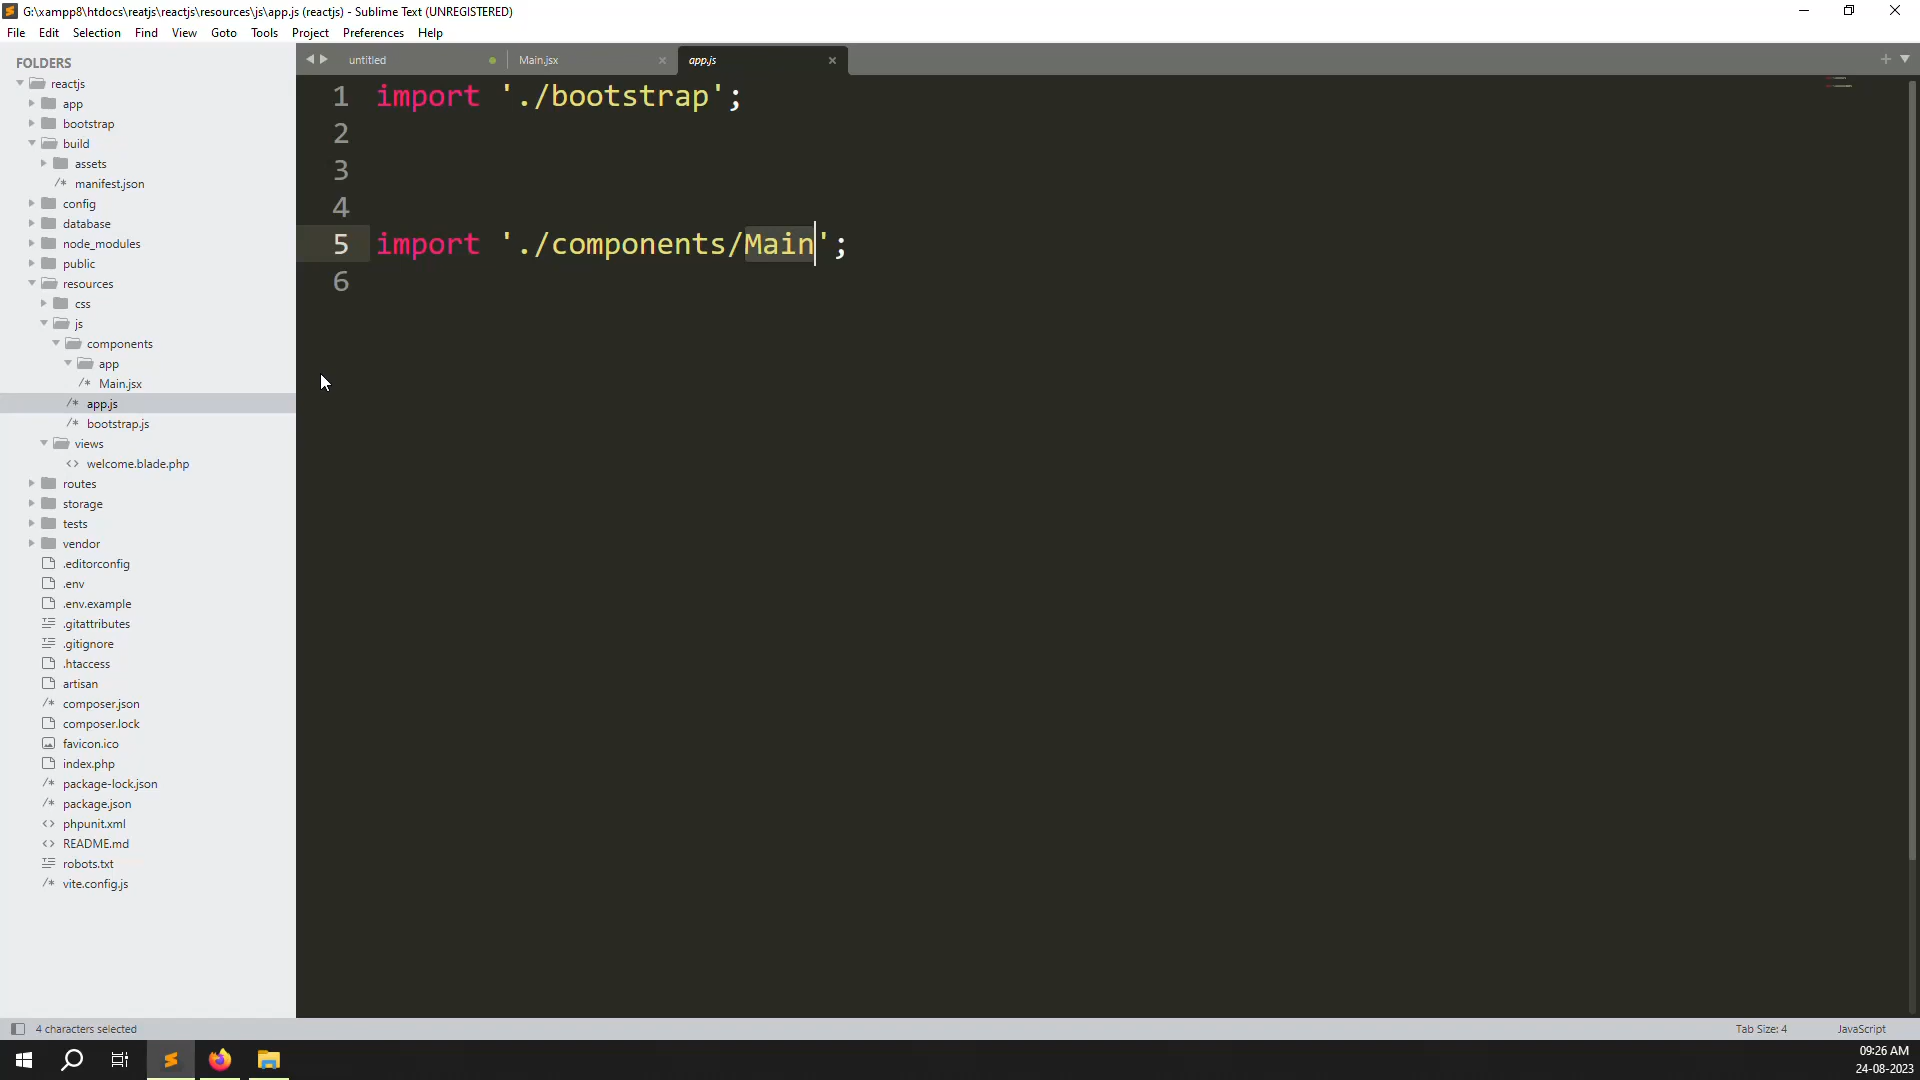 G:\xampp8\htdocs\reatjs\reactjs\resources\js\app.js (reactjs) - Sublime Text (UNREGISTERED)
File Edit Selection Find View Goto Tools Project Preferences Help
FOLDERS
reactjs
app
bootstrap
build
assets
/* manifest.json
config
database
node_modules
public
resources
css
js
components
app
/* Main.jsx
/* app.js
/* bootstrap.js
views
<> welcome.blade.php
routes
storage
tests
vendor
.editorconfig
.env
.env.example
.gitattributes
.gitignore
.htaccess
artisan
/* composer.json
composer.lock
favicon.ico
index.php
/* package-lock.json
/* package.json
<> phpunit.xml
<> README.md
robots.txt
/* vite.config.js
untitled Main.jsx app.js
1 import './bootstrap';
2
3
4
5 import './components/Main';
6
4 characters selected Tab Size: 4 JavaScript
09:26 AM
24-08-2023